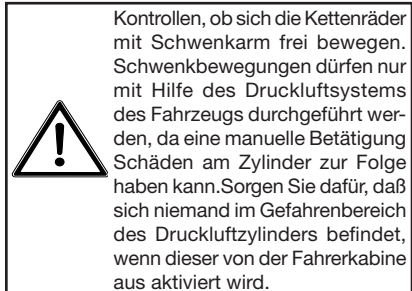 Kontrollen, ob sich die Kettenräder
mit Schwenkarm frei bewegen.
Schwenkbewegungen dürfen nur
mit Hilfe des Druckluftsystems
des Fahrzeugs durchgeführt wer-
den, da eine manuelle Betätigung
Schäden am Zylinder zur Folge
haben kann.Sorgen Sie dafür, daß
sich niemand im Gefahrenbereich
des Druckluftzylinders befindet,
wenn dieser von der Fahrerkabine
aus aktiviert wird.